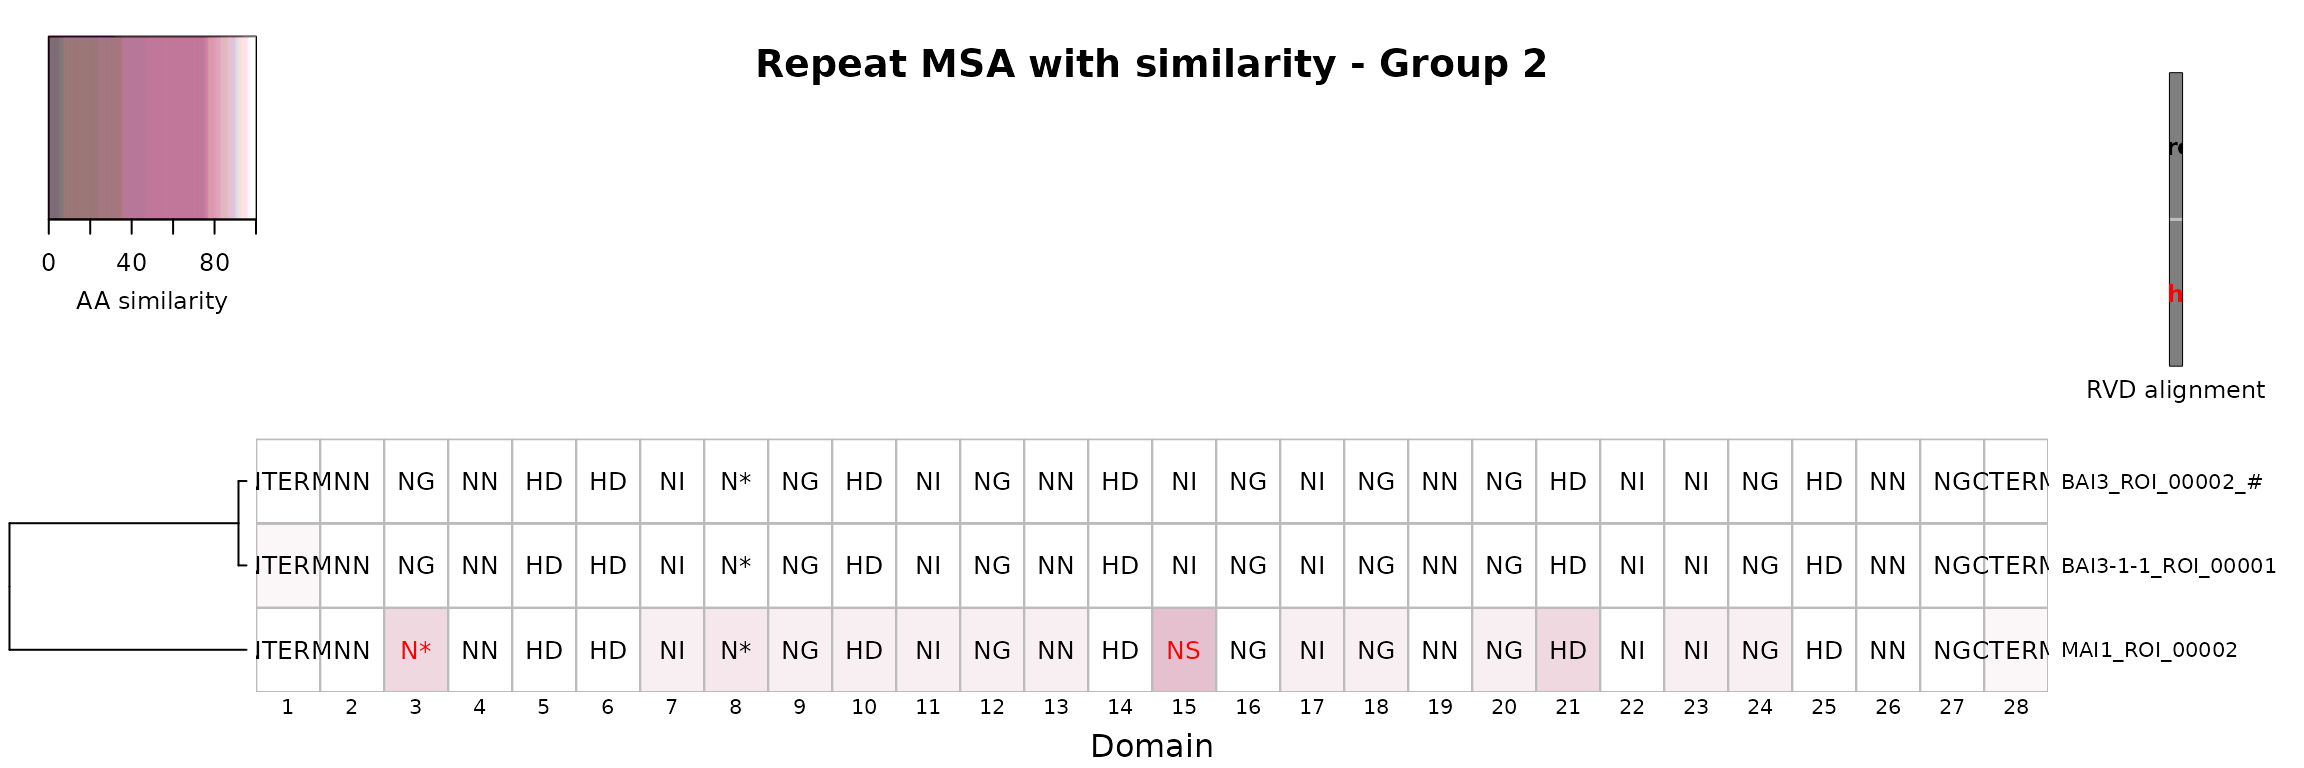 Repeat MSA with similarity - Group 2
0 40 80
AA similarity
RVD alignment
NTERM NN NG NN HD HD NI N* NG HD NI NG NN HD NI NG NI NG NN NG HD NI NI NG HD NN NG CTERM BAI3_ROI_00002_#
NTERM NN NG NN HD HD NI N* NG HD NI NG NN HD NI NG NI NG NN NG HD NI NI NG HD NN NG CTERM BAI3-1-1_ROI_00001
NTERM NN N* NN HD HD NI N* NG HD NI NG NN HD NS NG NI NG NN NG HD NI NI NG HD NN NG CTERM MAI1_ROI_00002
1 2 3 4 5 6 7 8 9 10 11 12 13 14 15 16 17 18 19 20 21 22 23 24 25 26 27 28
Domain